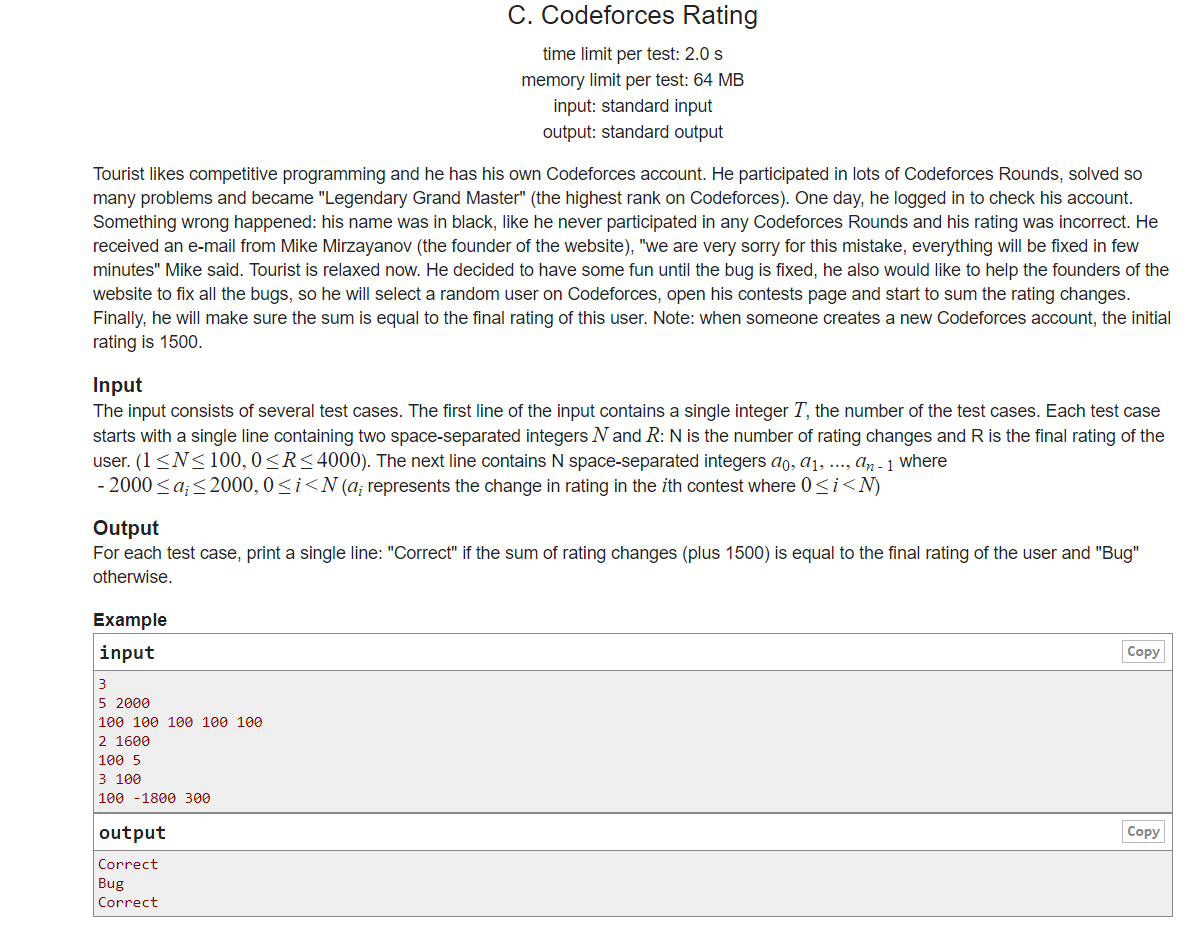 C. Codeforces Rating
time limit per test: 2.0 s
memory limit per test: 64 MB
input: standard input
output: standard output
Tourist likes competitive programming and he has his own Codeforces account. He participated in lots of Codeforces Rounds, solved so
many problems and became "Legendary Grand Master" (the highest rank on Codeforces). One day, he logged in to check his account.
Something wrong happened: his name was in black, like he never participated in any Codeforces Rounds and his rating was incorrect. He
received an e-mail from Mike Mirzayanov (the founder of the website), "we are very sorry for this mistake, everything will be fixed in few
minutes" Mike said. Tourist is relaxed now. He decided to have some fun until the bug is fixed, he also would like to help the founders of the
website to fix all the bugs, so he will select a random user on Codeforces, open his contests page and start to sum the rating changes.
Finally, he will make sure the sum is equal to the final rating of this user. Note: when someone creates a new Codeforces account, the initial
rating is 1500.
Input
The input consists of several test cases. The first line of the input contains a single integer T, the number of the test cases. Each test case
starts with a single line containing two space-separated integers N and R: N is the number of rating changes and R is the final rating of the
user. (1 ≤ N ≤ 100, 0 ≤ R ≤ 4000). The next line contains N space-separated integers a0, a1, ..., an - 1 where
- 2000 ≤ ai ≤ 2000, 0 ≤ i < N (ai represents the change in rating in the ith contest where 0 ≤ i < N)
Output
For each test case, print a single line: "Correct" if the sum of rating changes (plus 1500) is equal to the final rating of the user and "Bug"
otherwise.
Example
input Copy
3
5 2000
100 100 100 100 100
2 1600
100 5
3 100
100 -1800 300
output Copy
Correct
Bug
Correct